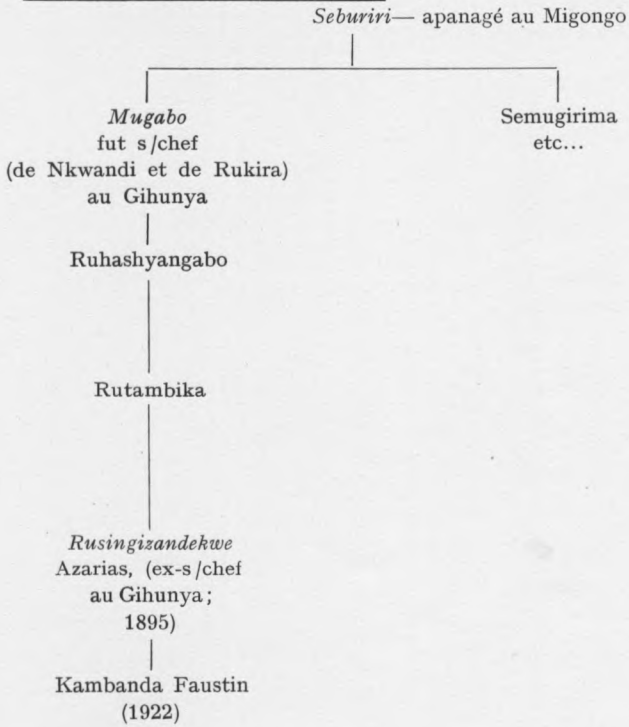 Seburiri— apanagé au Migongo
Mugabo
fut s/chef
(de Nkwandi et de Rukira)
au Gihunya
Semugirima
etc...
Ruhashyangabo
Rutambika
Rusingizandekwe
Azarias, (ex-s/chef
au Gihunya;
1895)
Kambanda Faustin
(1922)